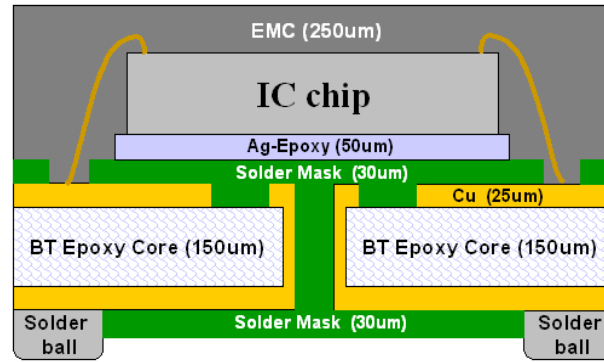 EMC (250um)
IC chip
Ag-Epoxy (50um)
Solder Mask (30um)
Cu (25um)
BT Epoxy Core (150um)
BT Epoxy Core (150um)
Solder Mask (30um)
Solder
ball
Solder
ball